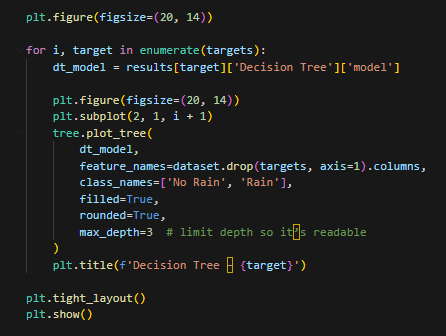 plt.figure(figsize=(20, 14))
for i, target in enumerate(targets):
dt_model = results[target]['Decision Tree']['model']
plt.figure(figsize=(20, 14))
plt.subplot(2, 1, i + 1)
tree.plot_tree(
dt_model,
feature_names=dataset.drop(targets, axis=1).columns,
class_names=['No Rain', 'Rain'],
filled=True,
rounded=True,
max_depth=3  # limit depth so it’s readable
)
plt.title(f'Decision Tree – {target}')
plt.tight_layout()
plt.show()